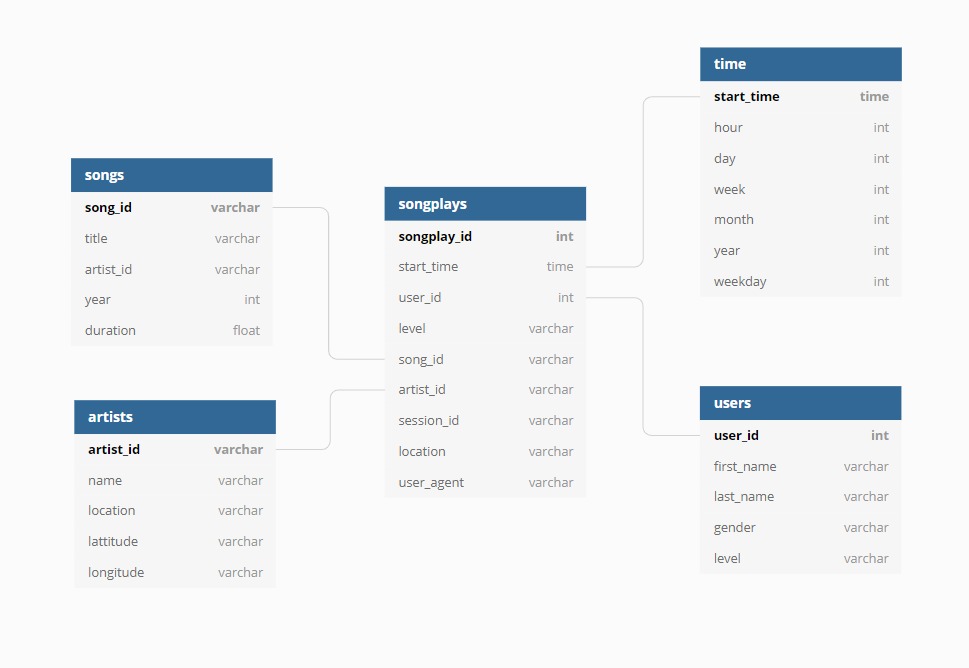 songs
song_id varchar
title varchar
artist_id varchar
year int
duration float
artists
artist_id varchar
name varchar
location varchar
lattitude varchar
longitude varchar
songplays
songplay_id int
start_time time
user_id int
level varchar
song_id varchar
artist_id varchar
session_id varchar
location varchar
user_agent varchar
time
start_time time
hour int
day int
week int
month int
year int
weekday int
users
user_id int
first_name varchar
last_name varchar
gender varchar
level varchar